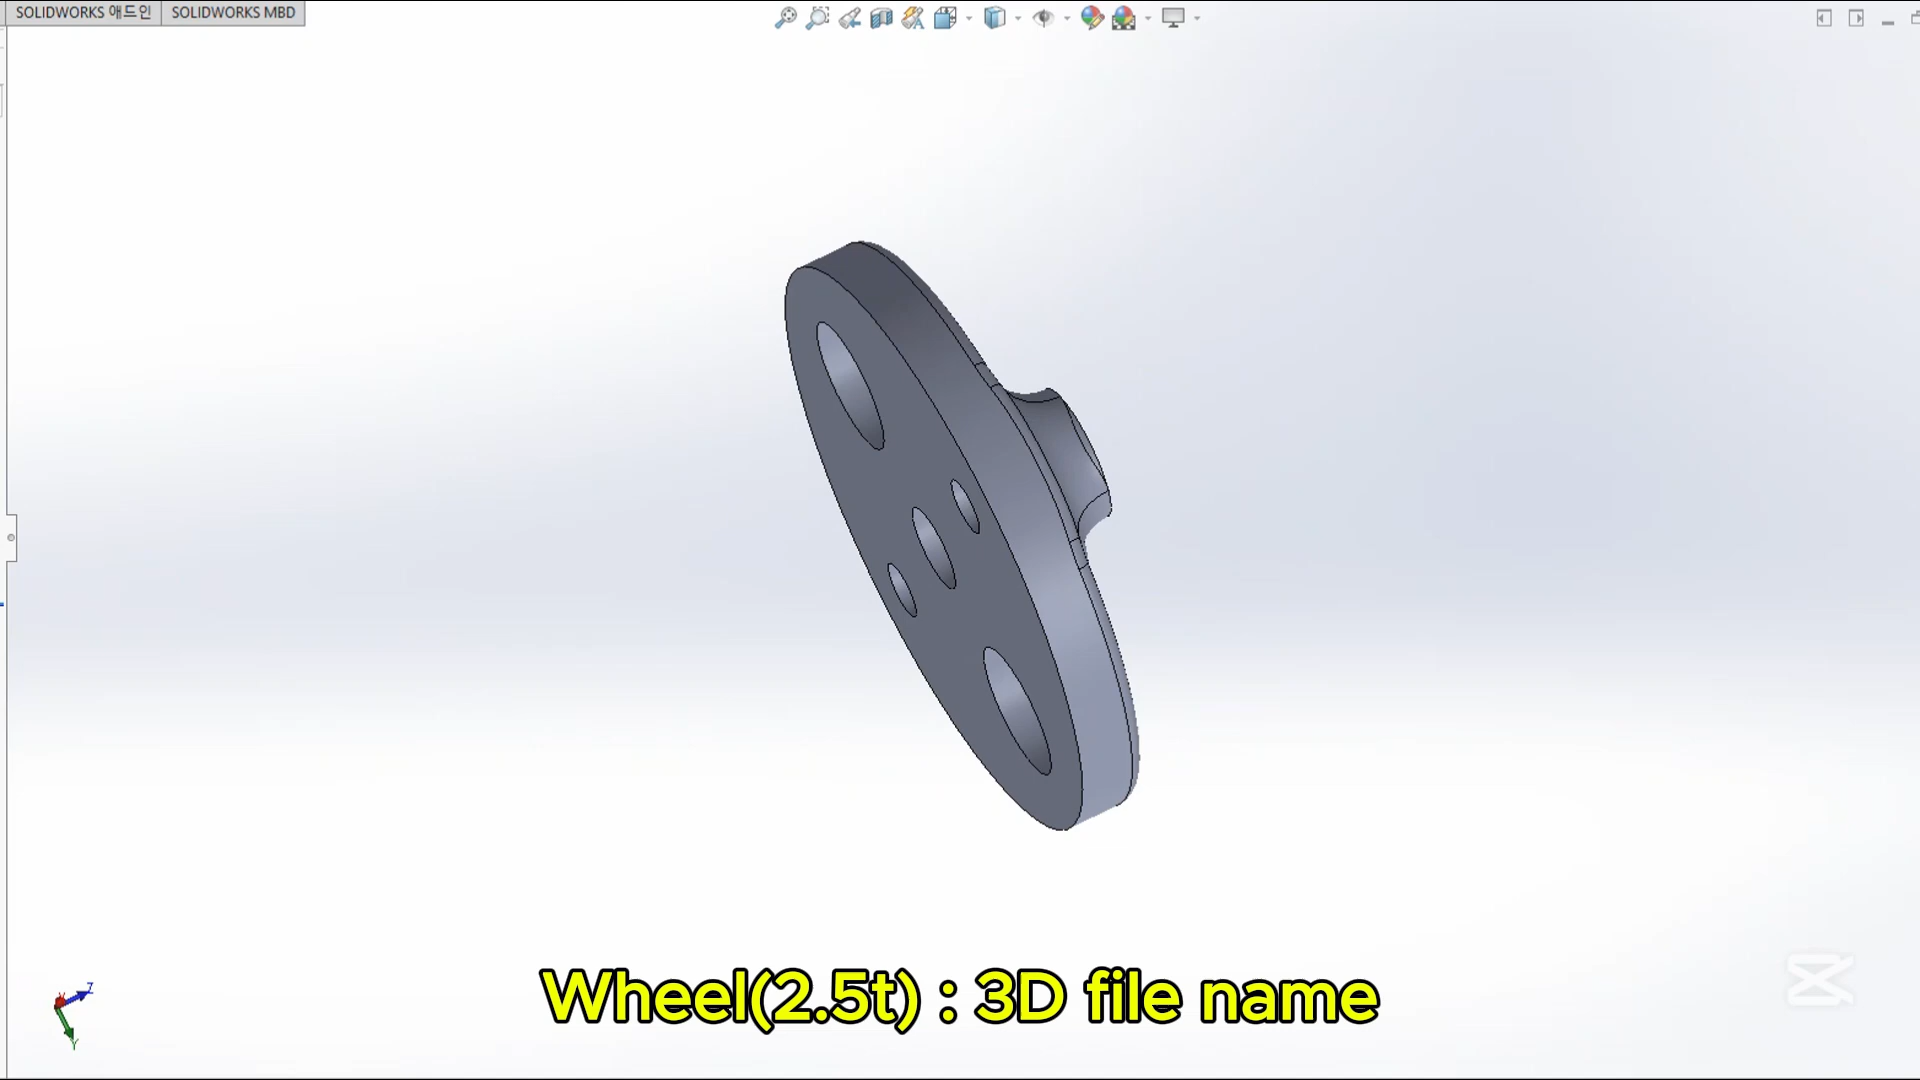 SOLIDWORKS 애드인
SOLIDWORKS MBD
Z
Y
Wheel(2.5t) : 3D file name